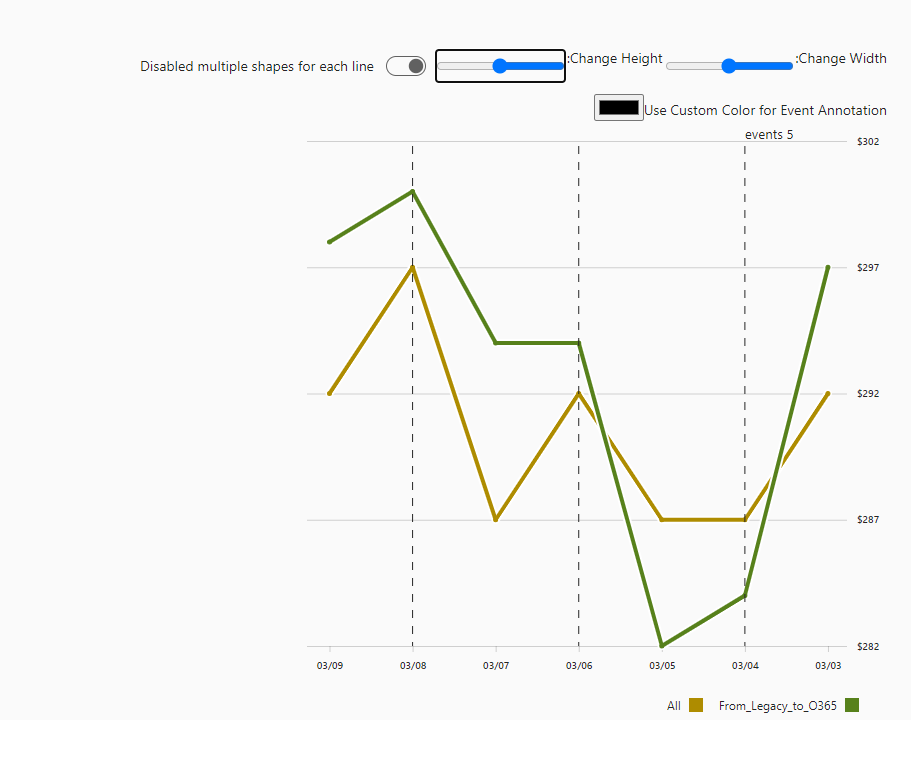 Disabled multiple shapes for each line
:Change Height
:Change Width
Use Custom Color for Event Annotation
events 5
$302
$297
$292
$287
$282
03/09 03/08 03/07 03/06 03/05 03/04 03/03
All From_Legacy_to_O365